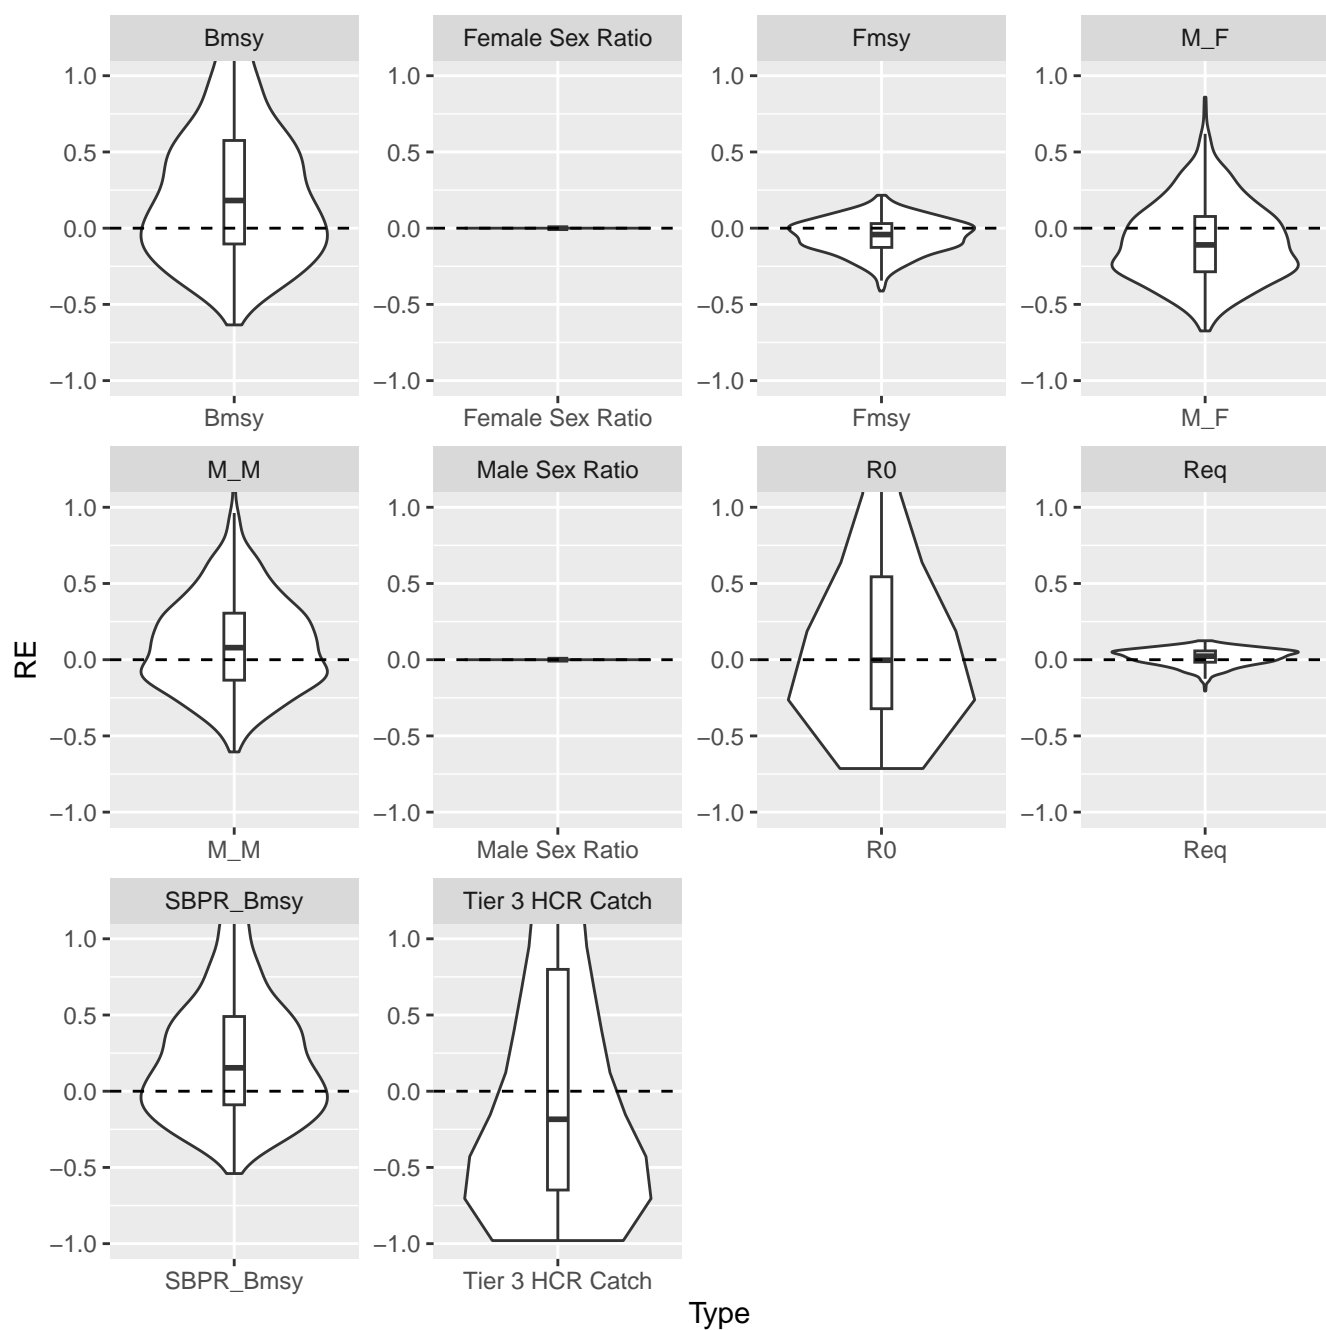 Bmsy Female Sex Ratio Fmsy M_F
1.0 1.0 1.0 1.0
0.5 0.5 0.5 0.5
0.0 0.0 0.0 0.0
−0.5 −0.5 −0.5 −0.5
−1.0 −1.0 −1.0 −1.0
Bmsy Female Sex Ratio Fmsy M_F
M_M Male Sex Ratio R0 Req
1.0 1.0 1.0 1.0
0.5 0.5 0.5 0.5
RE
0.0 0.0 0.0 0.0
−0.5 −0.5 −0.5 −0.5
−1.0 −1.0 −1.0 −1.0
M_M Male Sex Ratio R0 Req
SBPR_Bmsy Tier 3 HCR Catch
1.0 1.0
0.5 0.5
0.0 0.0
−0.5 −0.5
−1.0 −1.0
SBPR_Bmsy Tier 3 HCR Catch
Type